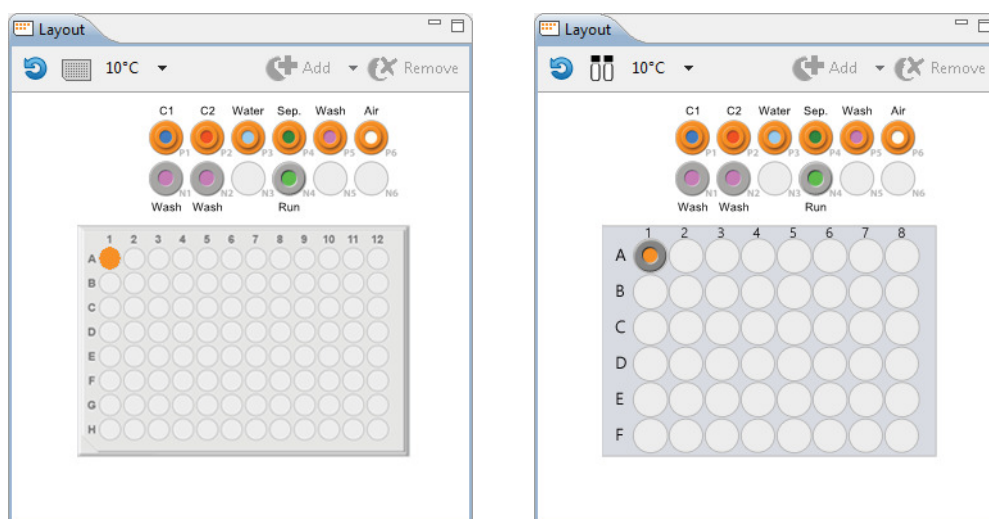 Layout
10°C Add Remove
C1 C2 Water Sep. Wash Air
P1 P2 P3 P4 P5 P6
N1 N2 N3 N4 N5 N6
Wash Wash Run
1 2 3 4 5 6 7 8 9 10 11 12
A
B
C
D
E
F
G
H
Layout
10°C Add Remove
C1 C2 Water Sep. Wash Air
P1 P2 P3 P4 P5 P6
N1 N2 N3 N4 N5 N6
Wash Wash Run
1 2 3 4 5 6 7 8
A
B
C
D
E
F